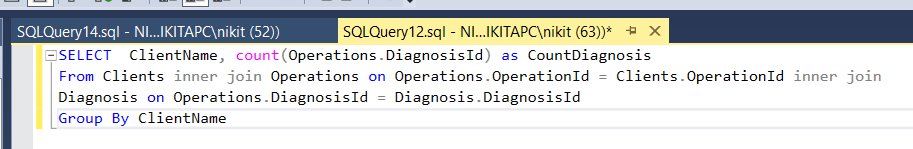 SQLQuery14.sql - NI...IKITAPC\nikit (52)) SQLQuery12.sql - NI...IKITAPC\nikit (63))*
SELECT  ClientName, count(Operations.DiagnosisId) as CountDiagnosis
From Clients inner join Operations on Operations.OperationId = Clients.OperationId inner join
Diagnosis on Operations.DiagnosisId = Diagnosis.DiagnosisId
Group By ClientName